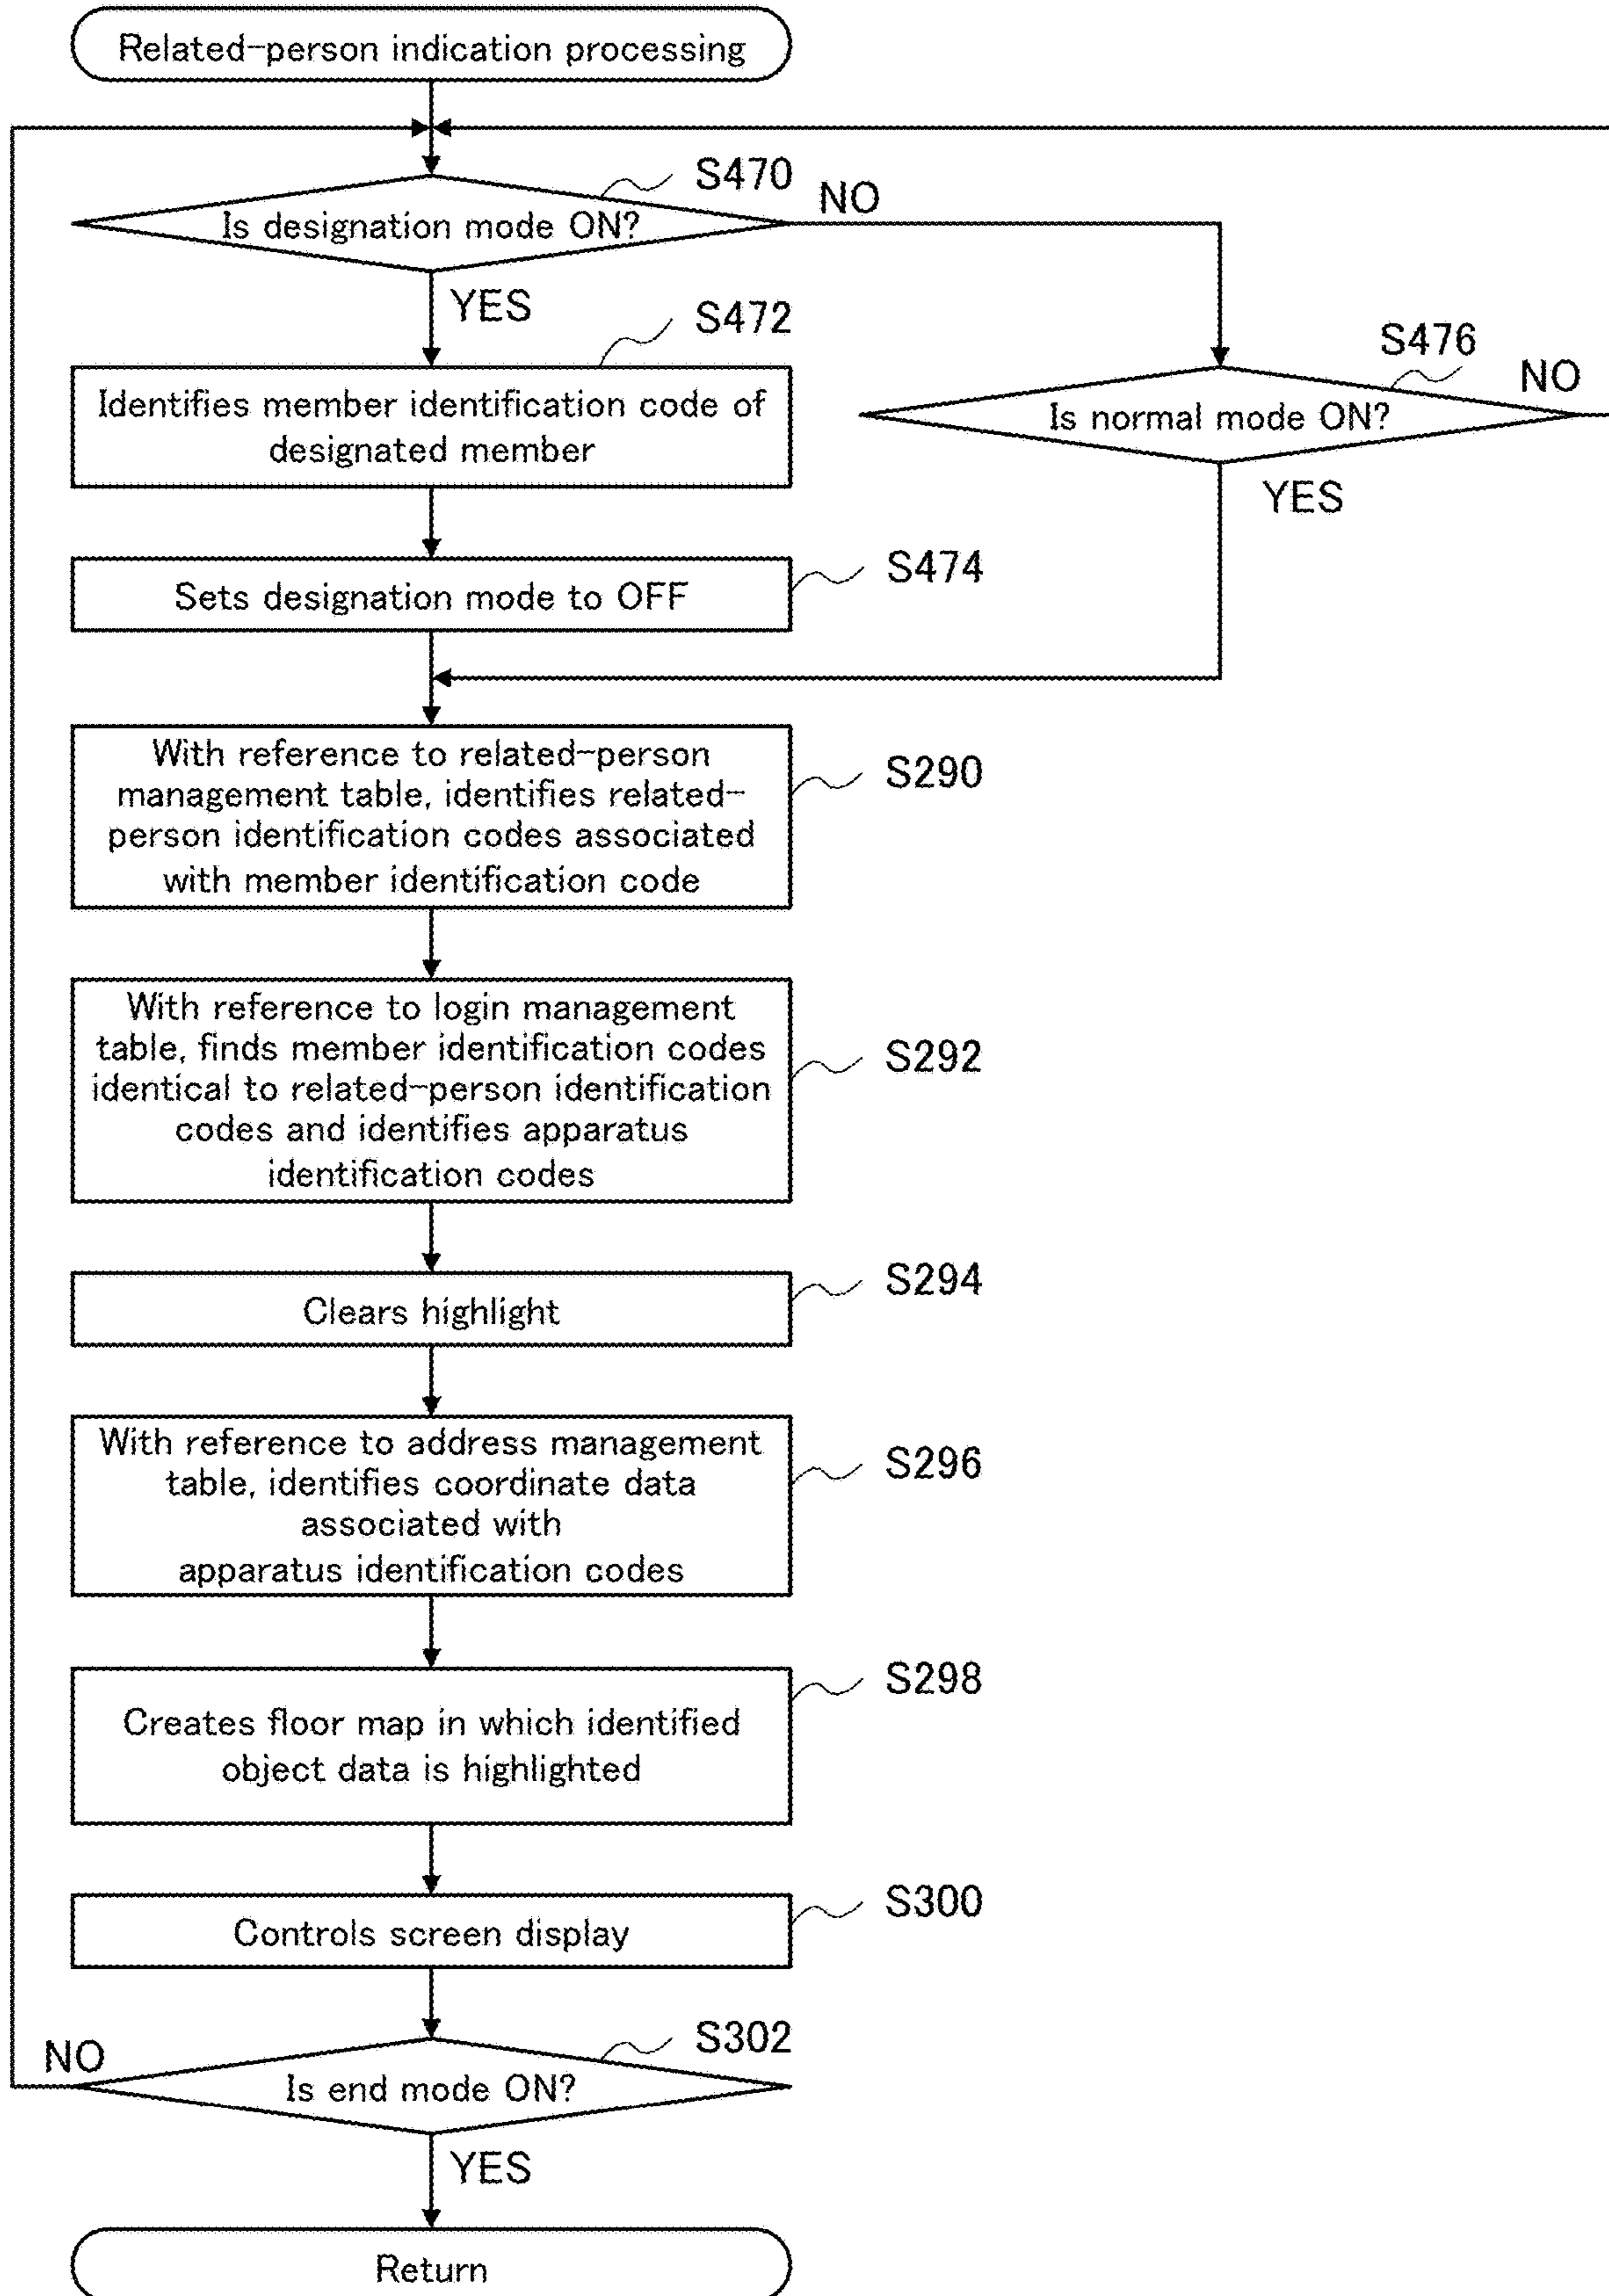 Related-person indication processing
S470
NO
Is designation mode ON?
YES
S472
S476
NO
Identifies member identification code of
designated member
Is normal mode ON?
YES
S474
Sets designation mode to OFF
With reference to related-person
management table, identifies related-
person identification codes associated
with member identification code
S290
With reference to login management
table, finds member identification codes
identical to related-person identification
codes and identifies apparatus
identification codes
S292
S294
Clears highlight
With reference to address management
table, identifies coordinate data
associated with
apparatus identification codes
S296
S298
Creates floor map in which identified
object data is highlighted
S300
Controls screen display
S302
NO
Is end mode ON?
YES
Return